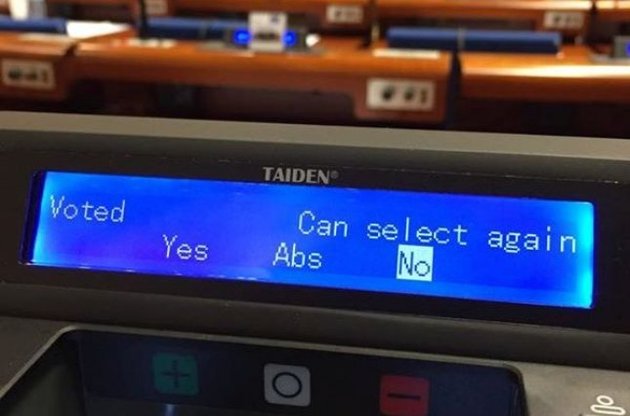 TAIDEN®
Voted Can select again
Yes Abs No